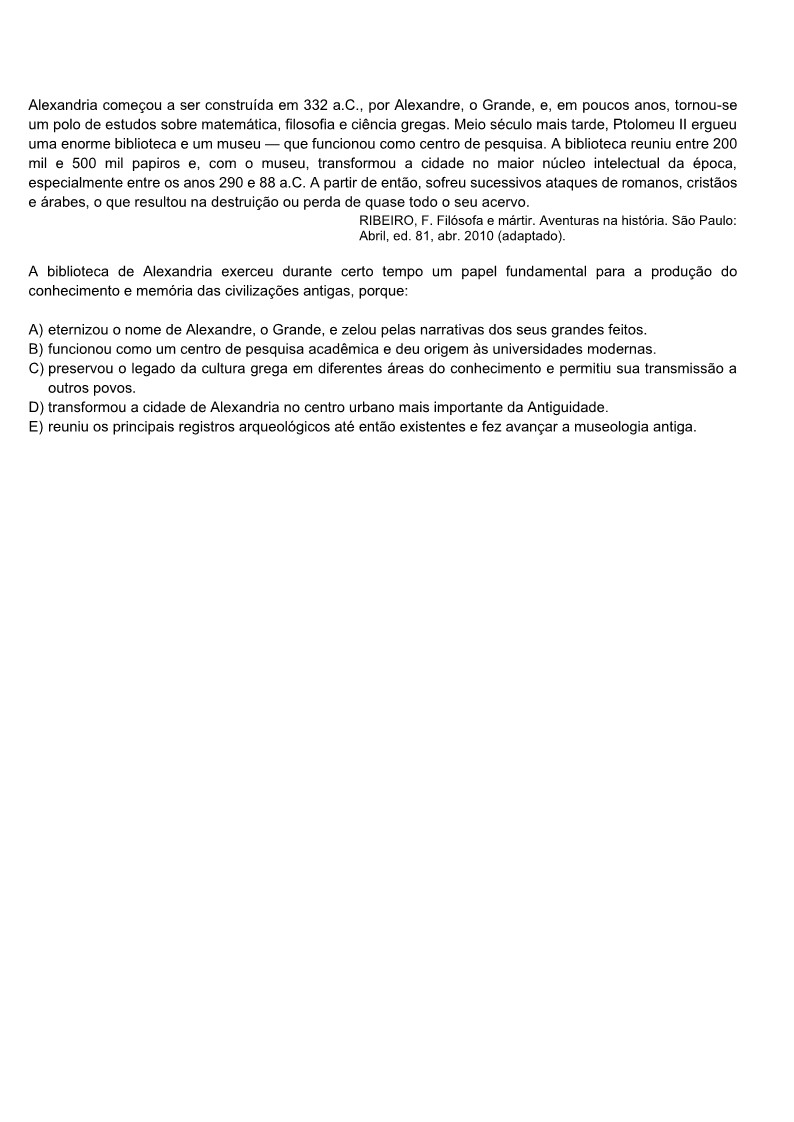 Alexandria começou a ser construída em 332 a.C., por Alexandre, o Grande, e, em poucos anos, tornou-se
um polo de estudos sobre matemática, filosofia e ciência gregas. Meio século mais tarde, Ptolomeu II ergueu
uma enorme biblioteca e um museu — que funcionou como centro de pesquisa. A biblioteca reuniu entre 200
mil e 500 mil papiros e, com o museu, transformou a cidade no maior núcleo intelectual da época,
especialmente entre os anos 290 e 88 a.C. A partir de então, sofreu sucessivos ataques de romanos, cristãos
e árabes, o que resultou na destruição ou perda de quase todo o seu acervo.
RIBEIRO, F. Filósofa e mártir. Aventuras na história. São Paulo:
Abril, ed. 81, abr. 2010 (adaptado).
A biblioteca de Alexandria exerceu durante certo tempo um papel fundamental para a produção do
conhecimento e memória das civilizações antigas, porque:
A) eternizou o nome de Alexandre, o Grande, e zelou pelas narrativas dos seus grandes feitos.
B) funcionou como um centro de pesquisa acadêmica e deu origem às universidades modernas.
C) preservou o legado da cultura grega em diferentes áreas do conhecimento e permitiu sua transmissão a
outros povos.
D) transformou a cidade de Alexandria no centro urbano mais importante da Antiguidade.
E) reuniu os principais registros arqueológicos até então existentes e fez avançar a museologia antiga.